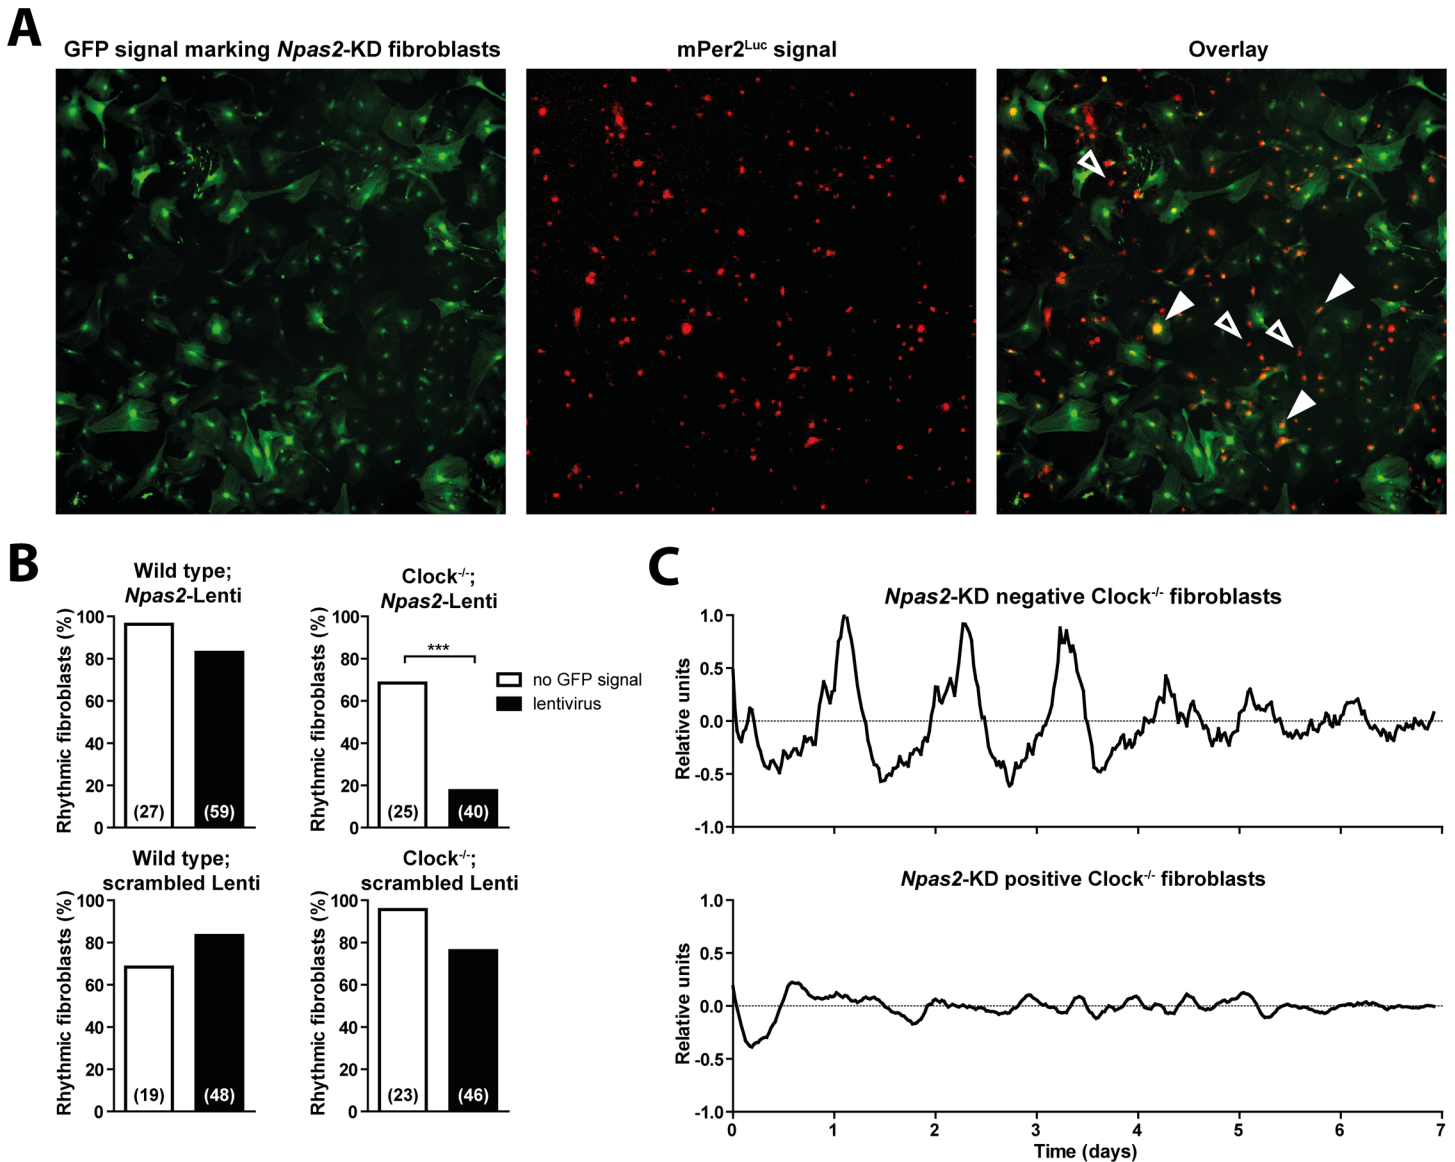 A
GFP signal marking Npas2-KD fibroblasts
mPer2Luc signal
Overlay
B
Wild type;
Npas2-Lenti
Rhythmic fibroblasts (%)
100
80
60
40
20
0
(27)
(59)
Clock-/-;
Npas2-Lenti
Rhythmic fibroblasts (%)
100
80
60
40
20
0
***
(25)
(40)
no GFP signal
lentivirus
Wild type;
scrambled Lenti
Rhythmic fibroblasts (%)
100
80
60
40
20
0
(19)
(48)
Clock-/-;
scrambled Lenti
Rhythmic fibroblasts (%)
100
80
60
40
20
0
(23)
(46)
C
Npas2-KD negative Clock-/- fibroblasts
Relative units
1.0
0.5
0.0
-0.5
-1.0
Npas2-KD positive Clock-/- fibroblasts
Relative units
1.0
0.5
0.0
-0.5
-1.0
0 1 2 3 4 5 6 7
Time (days)